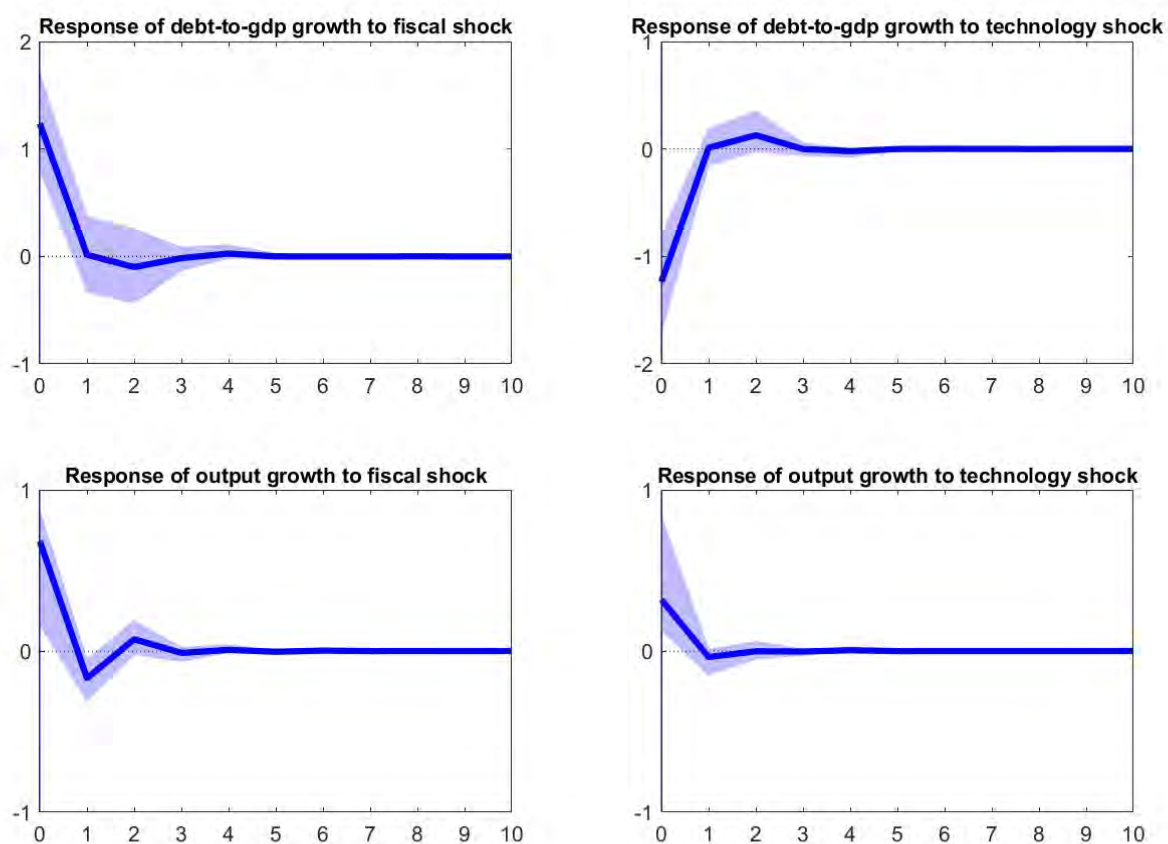 Response of debt-to-gdp growth to fiscal shock
2
1
0
-1
0 1 2 3 4 5 6 7 8 9 10
Response of debt-to-gdp growth to technology shock
1
0
-1
-2
0 1 2 3 4 5 6 7 8 9 10
Response of output growth to fiscal shock
1
0
-1
0 1 2 3 4 5 6 7 8 9 10
Response of output growth to technology shock
1
0
-1
0 1 2 3 4 5 6 7 8 9 10